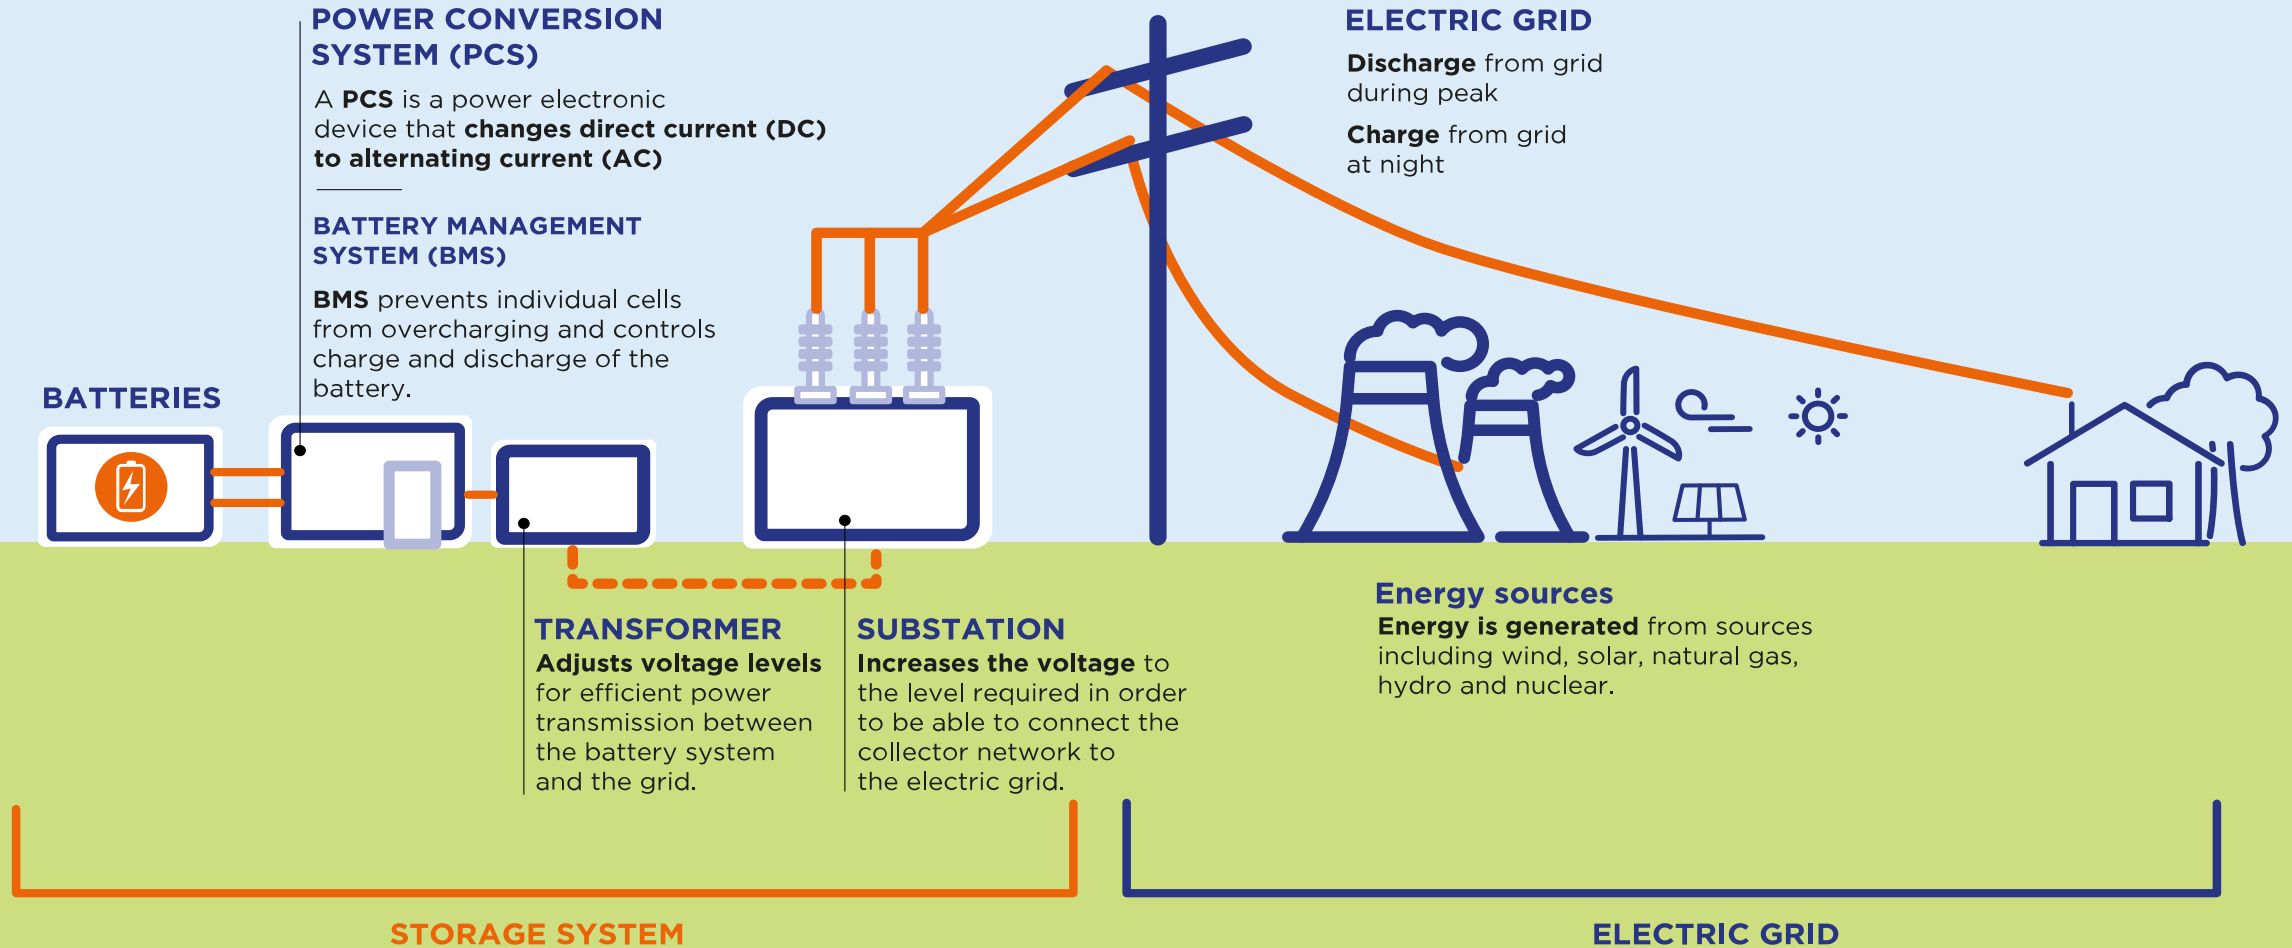 POWER CONVERSION
SYSTEM (PCS)
A PCS is a power electronic
device that changes direct current (DC)
to alternating current (AC)
BATTERY MANAGEMENT
SYSTEM (BMS)
BMS prevents individual cells
from overcharging and controls
charge and discharge of the
battery.
BATTERIES
ELECTRIC GRID
Discharge from grid
during peak
Charge from grid
at night
TRANSFORMER
Adjusts voltage levels
for efficient power
transmission between
the battery system
and the grid.
SUBSTATION
Increases the voltage to
the level required in order
to be able to connect the
collector network to
the electric grid.
Energy sources
Energy is generated from sources
including wind, solar, natural gas,
hydro and nuclear.
STORAGE SYSTEM
ELECTRIC GRID